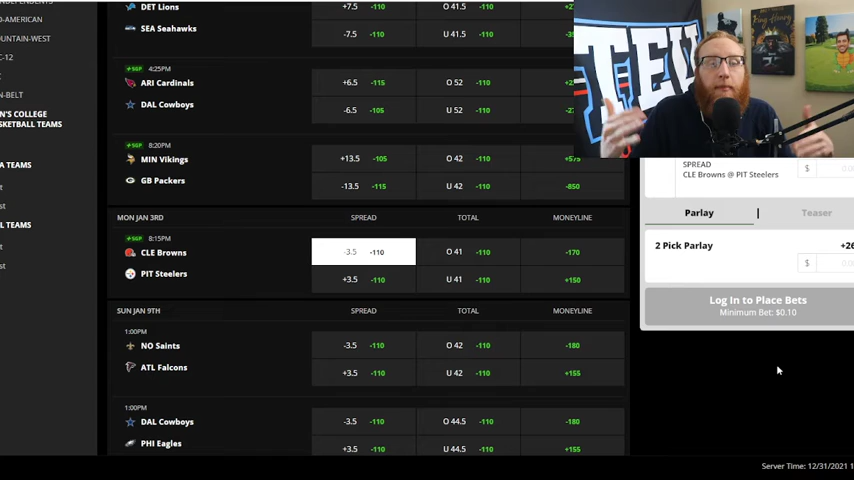 D-AMERICAN
OUNTAIN-WEST
C-12
N-BELT
N'S COLLEGE
SKETBALL TEAMS
A TEAMS
L TEAMS
DET Lions +7.5 -110 O 41.5 -110
SEA Seahawks -7.5 -110 U 41.5 -110
SGP 4:25PM
ARI Cardinals +6.5 -115 O 52 -110
DAL Cowboys -6.5 -105 U 52 -110
SGP 8:20PM
MIN Vikings +13.5 -105 O 42 -110 +575
GB Packers -13.5 -115 U 42 -110 -850
MON JAN 3RD SPREAD TOTAL MONEYLINE
SGP 8:15PM
CLE Browns -3.5 -110 O 41 -110 -170
PIT Steelers +3.5 -110 U 41 -110 +150
SUN JAN 9TH SPREAD TOTAL MONEYLINE
1:00PM
NO Saints -3.5 -110 O 42 -110 -180
ATL Falcons +3.5 -110 U 42 -110 +155
1:00PM
DAL Cowboys -3.5 -110 O 44.5 -110 -180
PHI Eagles +3.5 -110 U 44.5 -110 +155
TEU
King Henry
SPREAD
CLE Browns @ PIT Steelers
$
Parlay | Teaser
2 Pick Parlay +26
$
Log In to Place Bets
Minimum Bet: $0.10
Server Time: 12/31/2021 1